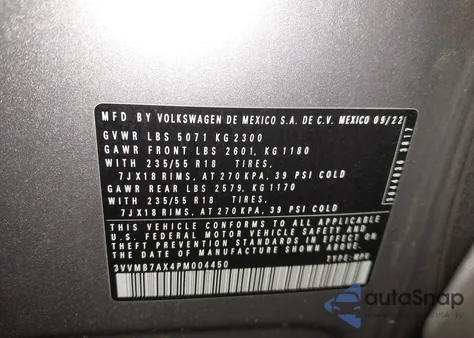 MFD BY VOLKSWAGEN DE MEXICO S.A. DE C.V. MEXICO 09/22
GVWR LBS 5071 KG 2300
GAWR FRONT LBS 2601, KG 1180
WITH 235/55 R18 TIRES,
7JX18 RIMS, AT 270 KPA, 39 PSI COLD
GAWR REAR LBS 2579, KG 1170
WITH 235/55 R18 TIRES,
7JX18 RIMS, AT 270 KPA, 39 PSI COLD
THIS VEHICLE CONFORMS TO ALL APPLICABLE
U.S. FEDERAL MOTOR VEHICLE SAFETY AND
THEFT PREVENTION STANDARDS IN EFFECT ON
THE DATE OF MANUFACTURE SHOWN ABOVE.
3VVMB7AX4PM004450 TYPE: MPV
autoSnap